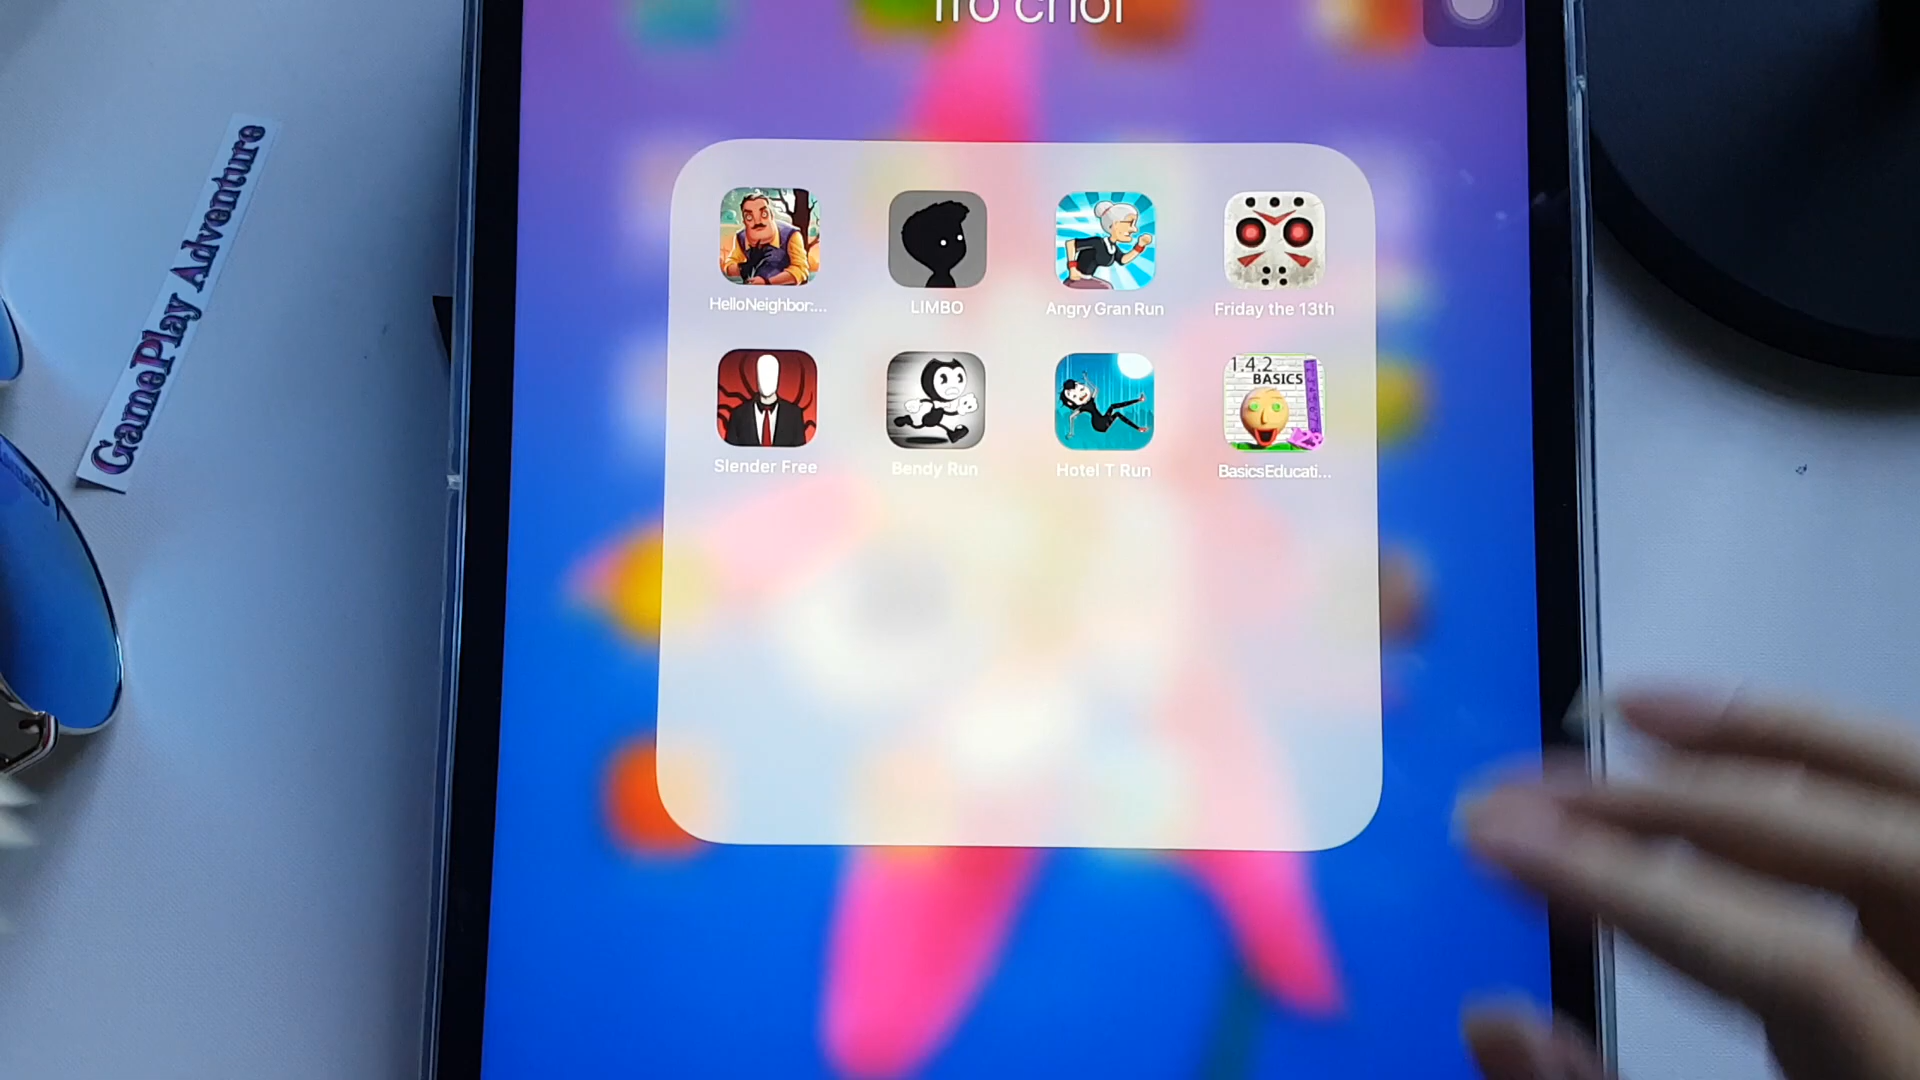 Trò chơi
GamePlay Adventure
HelloNeighbor:...
LIMBO
Angry Gran Run
Friday the 13th
1.4.2
BASICS
Slender Free
Bendy Run
Hotel T Run
BasicsEducati...